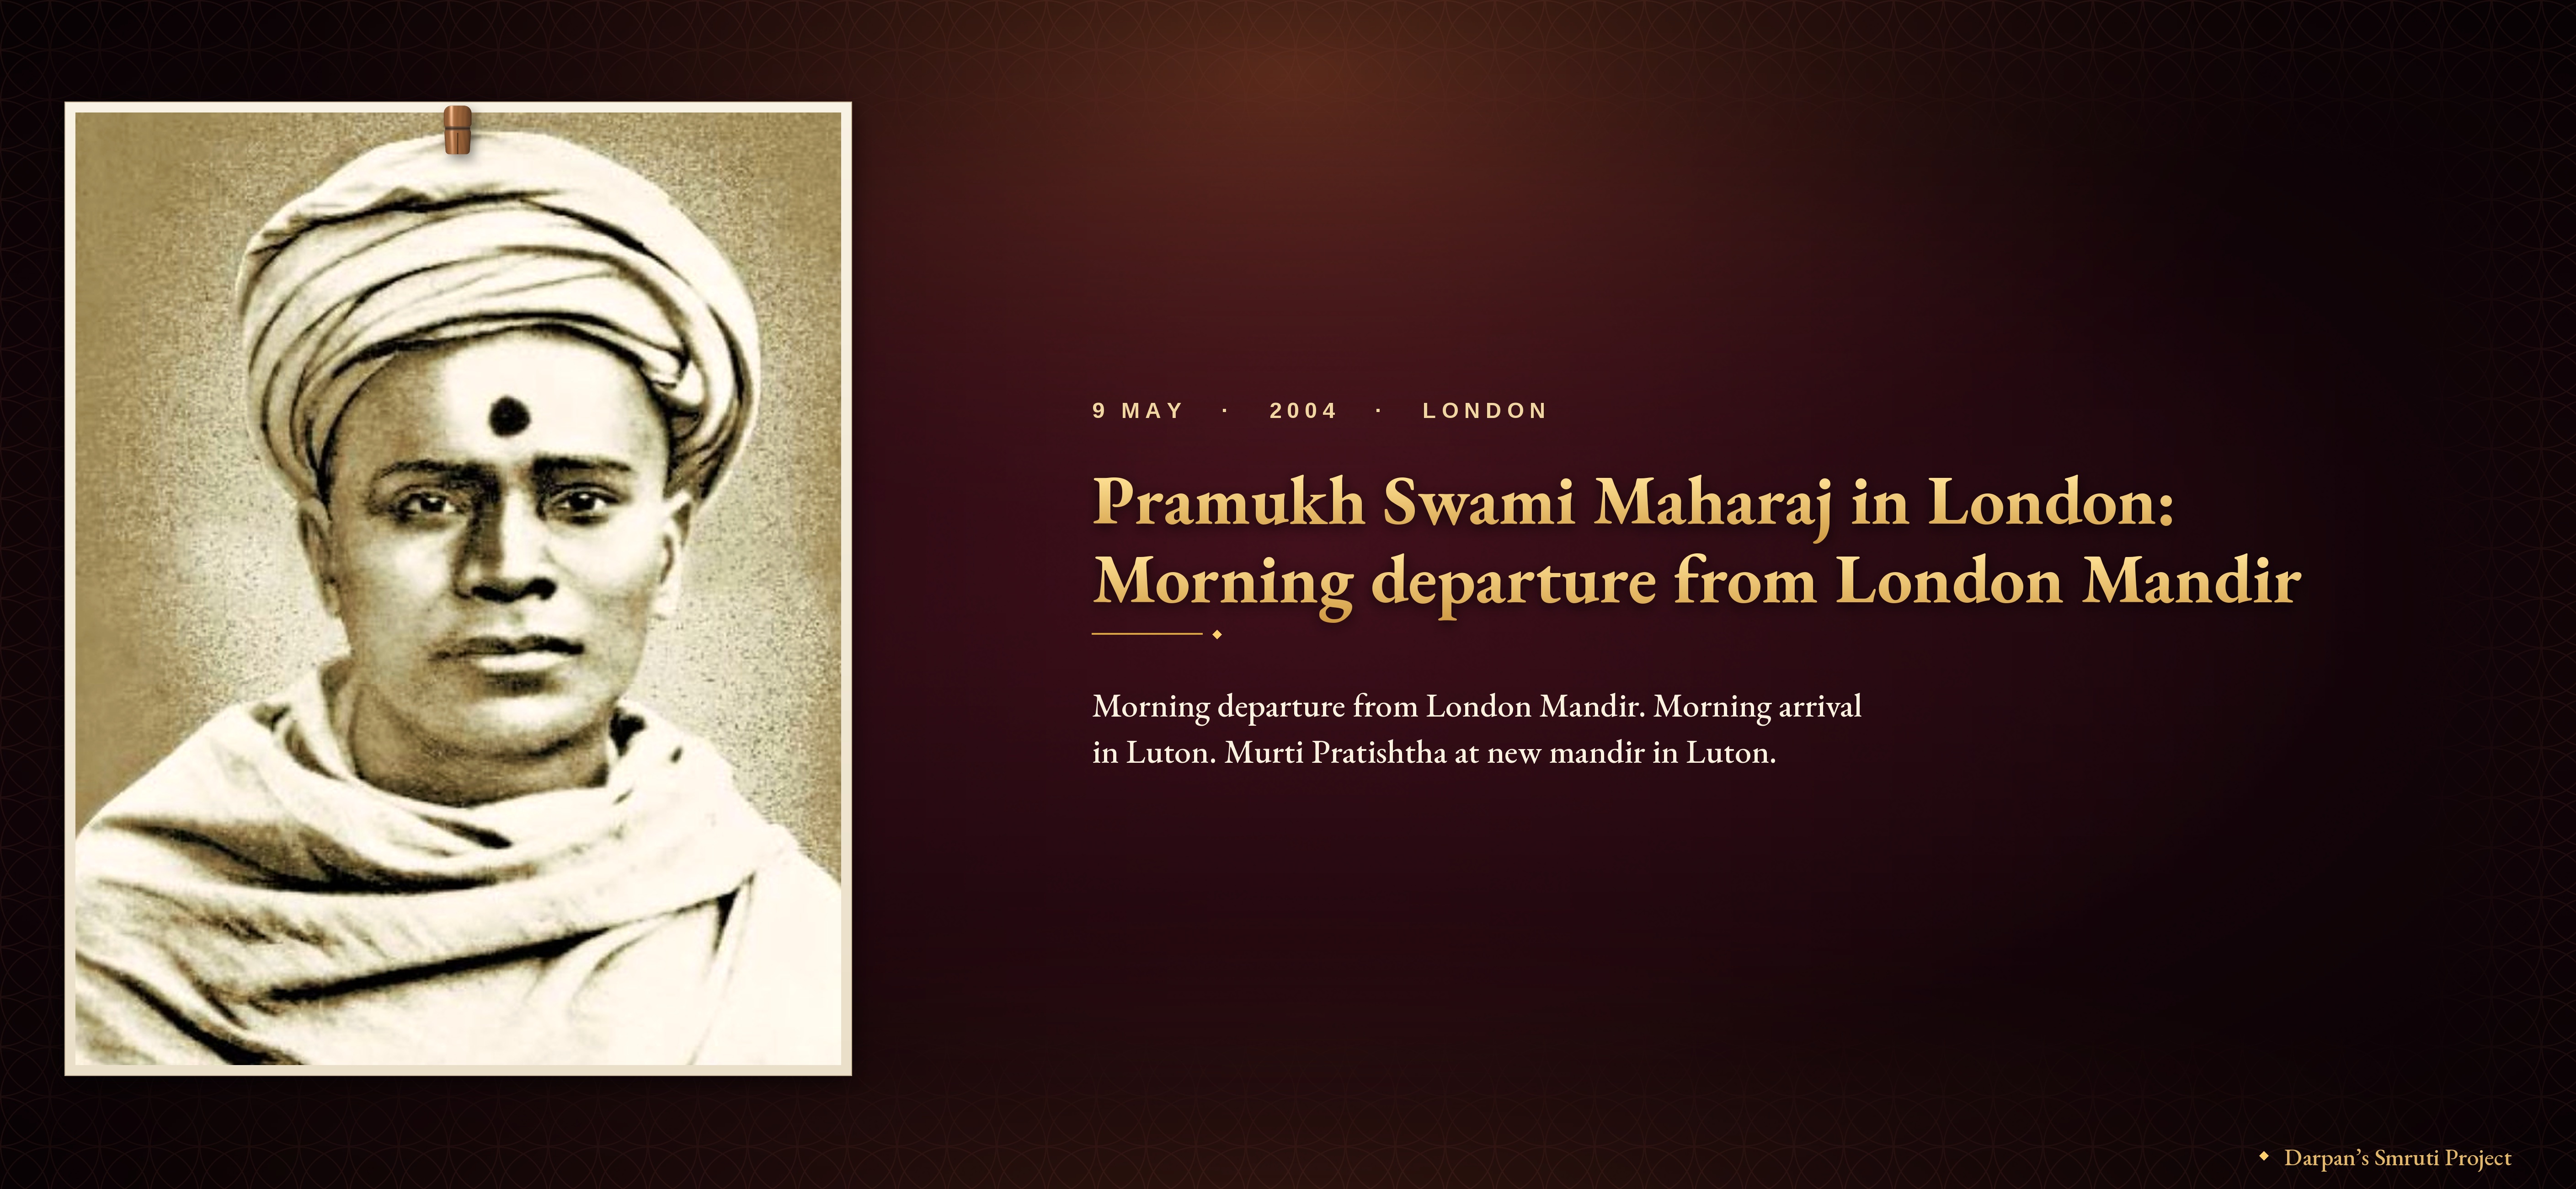 9 MAY · 2004 · LONDON
Pramukh Swami Maharaj in London:
Morning departure from London Mandir
Morning departure from London Mandir. Morning arrival
in Luton. Murti Pratishtha at new mandir in Luton.
Darpan’s Smruti Project